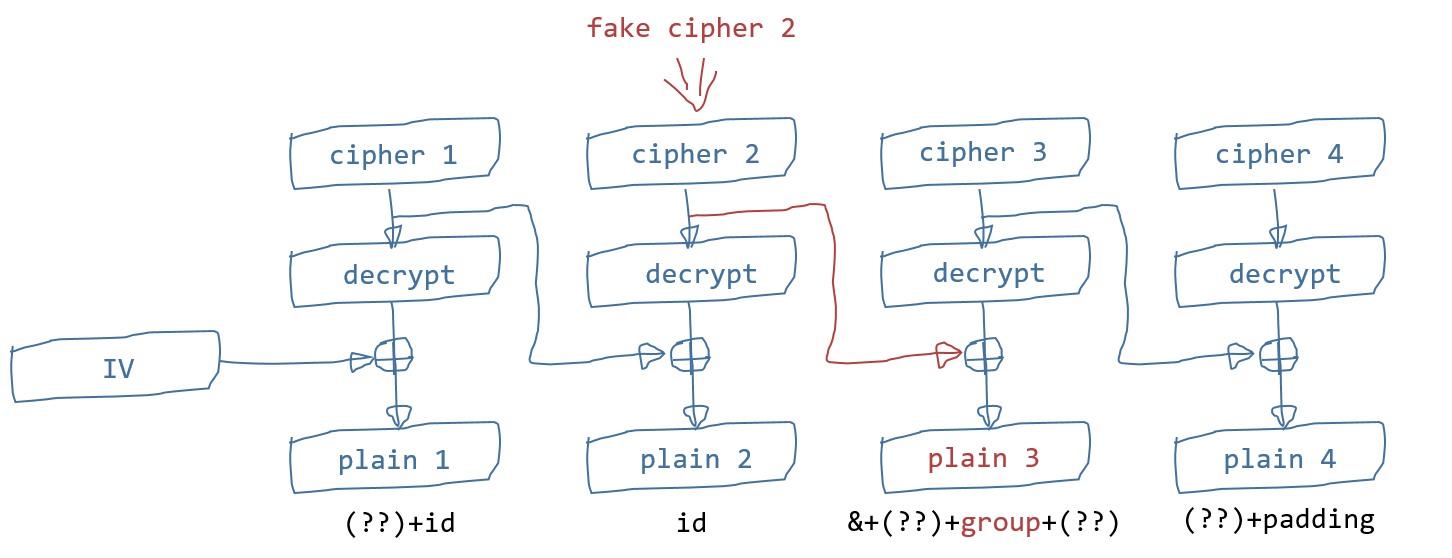 fake cipher 2
cipher 1
cipher 2
cipher 3
cipher 4
decrypt
decrypt
decrypt
decrypt
IV
plain 1
plain 2
plain 3
plain 4
(??)+id
id
&+(??)+group+(??)
(??)+padding